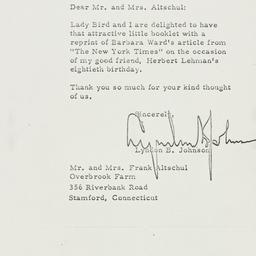 Dear Mr. and Mrs. Altschul:
Lady Bird and I are delighted to have
that attractive little booklet with a
reprint of Barbara Ward's article from
"The New York Times" on the occasion
of my good friend, Herbert Lehman's
eightieth birthday.
Thank you so much for your kind thought
of us.
Sincerely,
Lyndon B. Johnson
Lyndon B. Johnson
Mr. and Mrs. Frank Altschul
Overbrook Farm
356 Riverbank Road
Stamford, Connecticut